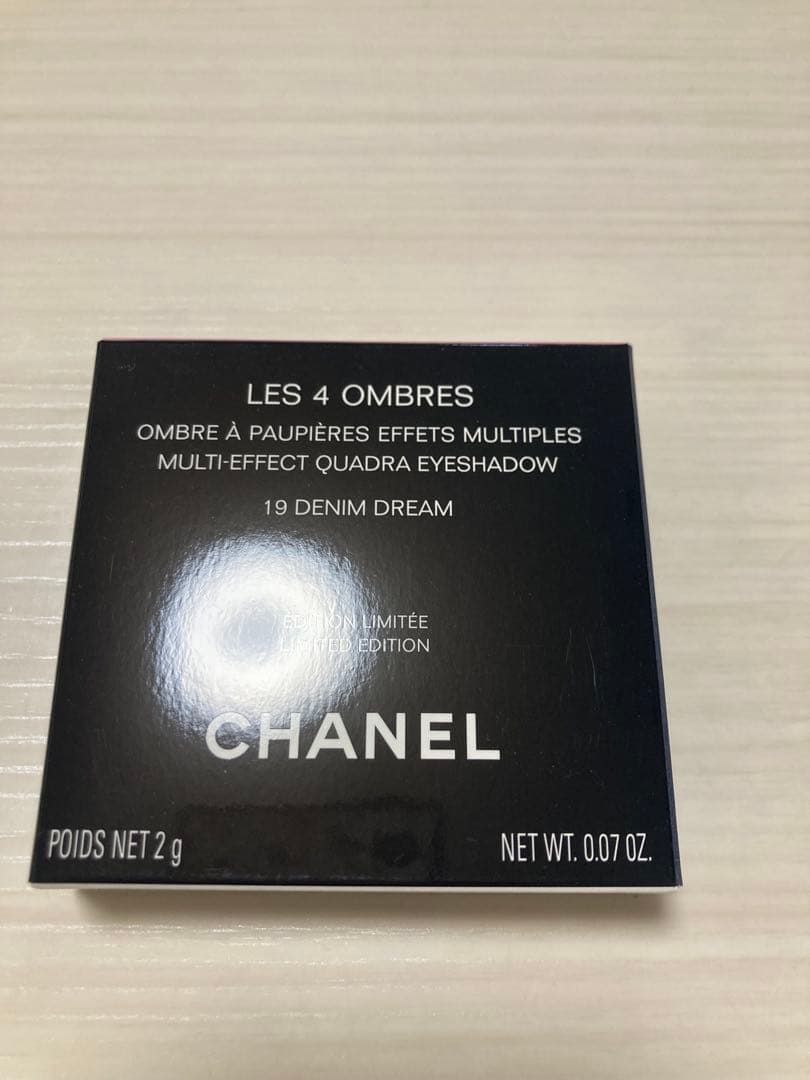 LES 4 OMBRES
OMBRE À PAUPIÈRES EFFETS MULTIPLES
MULTI-EFFECT QUADRA EYESHADOW
19 DENIM DREAM
ÉDITION LIMITÉE
LIMITED EDITION
CHANEL
POIDS NET 2 g
NET WT. 0.07 OZ.